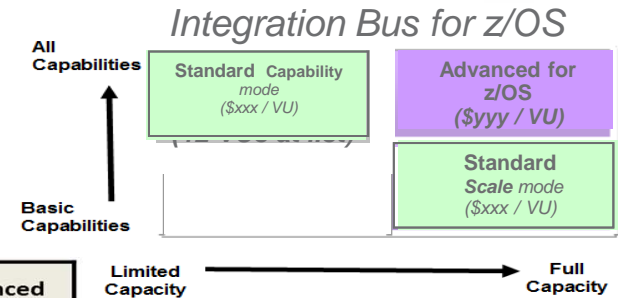 Integration Bus for z/OS
All
Capabilities
Standard Capability
mode
($xxx / VU)
Advanced for
z/OS
($yyy / VU)
Standard
Scale mode
($xxx / VU)
Basic
Capabilities
Limited
Capacity
Full
Capacity